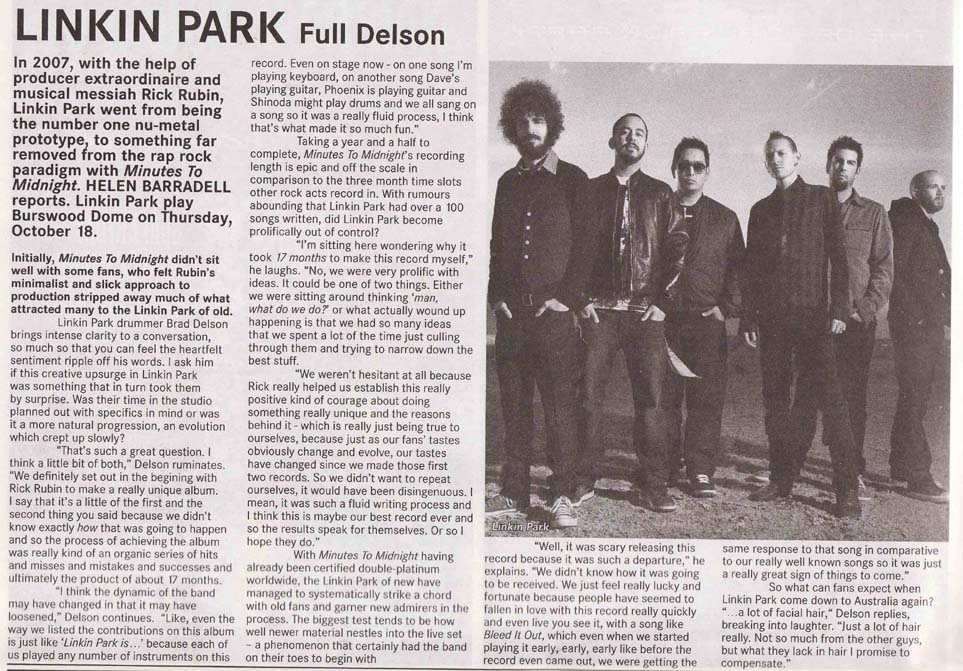 LINKIN PARK Full Delson
In 2007, with the help of
producer extraordinaire and
musical messiah Rick Rubin,
Linkin Park went from being
the number one nu-metal
prototype, to something far
removed from the rap rock
paradigm with Minutes To
Midnight. HELEN BARRADELL
reports. Linkin Park play
Burswood Dome on Thursday,
October 18.
Initially, Minutes To Midnight didn't sit
well with some fans, who felt Rubin's
minimalist and slick approach to
production stripped away much of what
attracted many to the Linkin Park of old.
Linkin Park drummer Brad Delson
brings intense clarity to a conversation,
so much so that you can feel the heartfelt
sentiment ripple off his words. I ask him
if this creative upsurge in Linkin Park
was something that in turn took them
by surprise. Was their time in the studio
planned out with specifics in mind or was
it a more natural progression, an evolution
which crept up slowly?
"That's such a great question. I
think a little bit of both," Delson ruminates.
"We definitely set out in the begining with
Rick Rubin to make a really unique album.
I say that it's a little of the first and the
second thing you said because we didn't
know exactly how that was going to happen
and so the process of achieving the album
was really kind of an organic series of hits
and misses and mistakes and successes and
ultimately the product of about 17 months.
"I think the dynamic of the band
may have changed in that it may have
loosened," Delson continues. "Like, even the
way we listed the contributions on this album
is just like 'Linkin Park is...' because each of
us played any number of instruments on this
record. Even on stage now - on one song I'm
playing keyboard, on another song Dave's
playing guitar, Phoenix is playing guitar and
Shinoda might play drums and we all sang on
a song so it was a really fluid process, I think
that's what made it so much fun."
Taking a year and a half to
complete, Minutes To Midnight's recording
length is epic and off the scale in
comparison to the three month time slots
other rock acts record in. With rumours
abounding that Linkin Park had over a 100
songs written, did Linkin Park become
prolifically out of control?
"I'm sitting here wondering why it
took 17 months to make this record myself,"
he laughs. "No, we were very prolific with
ideas. It could be one of two things. Either
we were sitting around thinking 'man,
what do we do?' or what actually wound up
happening is that we had so many ideas
that we spent a lot of the time just culling
through them and trying to narrow down the
best stuff.
"We weren't hesitant at all because
Rick really helped us establish this really
positive kind of courage about doing
something really unique and the reasons
behind it - which is really just being true to
ourselves, because just as our fans' tastes
obviously change and evolve, our tastes
have changed since we made those first
two records. So we didn't want to repeat
ourselves, it would have been disingenuous. I
mean, it was such a fluid writing process and
I think this is maybe our best record ever and
so the results speak for themselves. Or so I
hope they do."
With Minutes To Midnight having
already been certified double-platinum
worldwide, the Linkin Park of new have
managed to systematically strike a chord
with old fans and garner new admirers in the
process. The biggest test tends to be how
well newer material nestles into the live set
– a phenomenon that certainly had the band
on their toes to begin with
Linkin Park
"Well, it was scary releasing this
record because it was such a departure," he
explains. "We didn't know how it was going
to be received. We just feel really lucky and
fortunate because people have seemed to
fallen in love with this record really quickly
and even live you see it, with a song like
Bleed It Out, which even when we started
playing it early, early, early like before the
record even came out, we were getting the
same response to that song in comparative
to our really well known songs so it was just
a really great sign of things to come."
So what can fans expect when
Linkin Park come down to Australia again?
"...a lot of facial hair," Delson replies,
breaking into laughter. "Just a lot of hair
really. Not so much from the other guys,
but what they lack in hair I promise to
compensate."